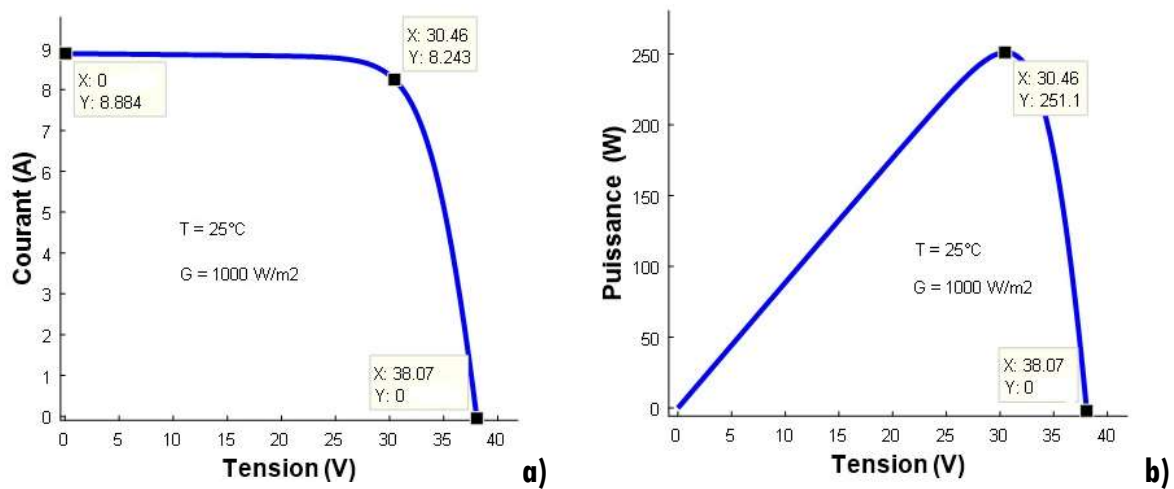 Courant (A)
9
8
7
6
5
4
3
2
1
0
X: 0
Y: 8.884
X: 30.46
Y: 8.243
T = 25°C
G = 1000 W/m2
X: 38.07
Y: 0
0 5 10 15 20 25 30 35 40
Tension (V)
a)
Puissance (W)
250
200
150
100
50
0
X: 30.46
Y: 251.1
T = 25°C
G = 1000 W/m2
X: 38.07
Y: 0
0 5 10 15 20 25 30 35 40
Tension (V)
b)